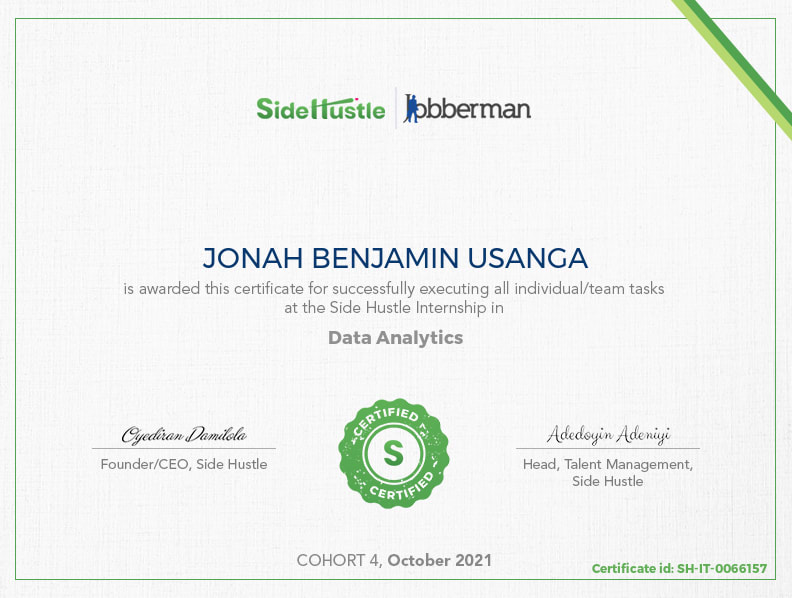 SideHustle Jobberman
JONAH BENJAMIN USANGA
is awarded this certificate for successfully executing all individual/team tasks
at the Side Hustle Internship in
Data Analytics
CERTIFIED
S
CERTIFIED
Oyediran Damilola
Founder/CEO, Side Hustle
Adedoyin Adeniyi
Head, Talent Management,
Side Hustle
COHORT 4, October 2021
Certificate id: SH-IT-0066157